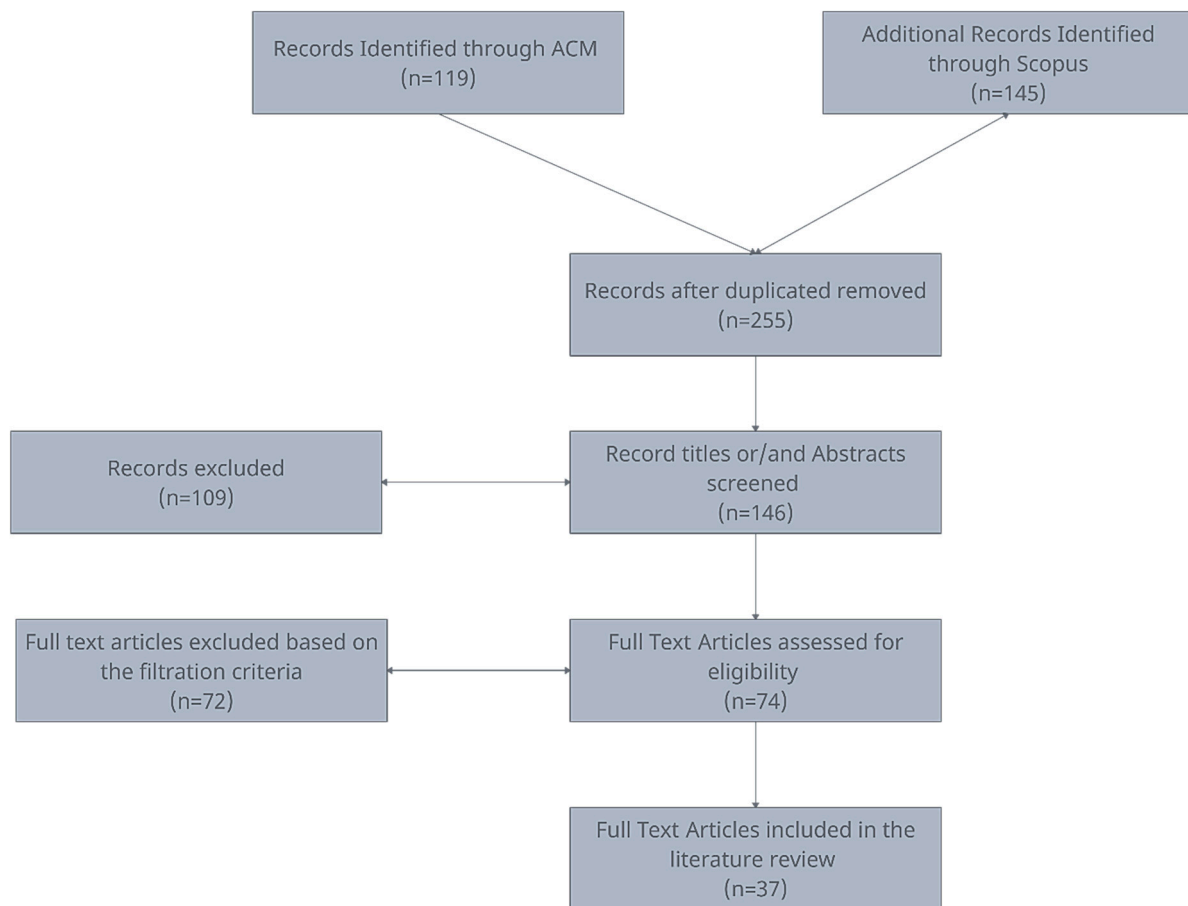 Records Identified through ACM
(n=119)
Additional Records Identified
through Scopus
(n=145)
Records after duplicated removed
(n=255)
Records excluded
(n=109)
Record titles or/and Abstracts
screened
(n=146)
Full text articles excluded based on
the filtration criteria
(n=72)
Full Text Articles assessed for
eligibility
(n=74)
Full Text Articles included in the
literature review
(n=37)